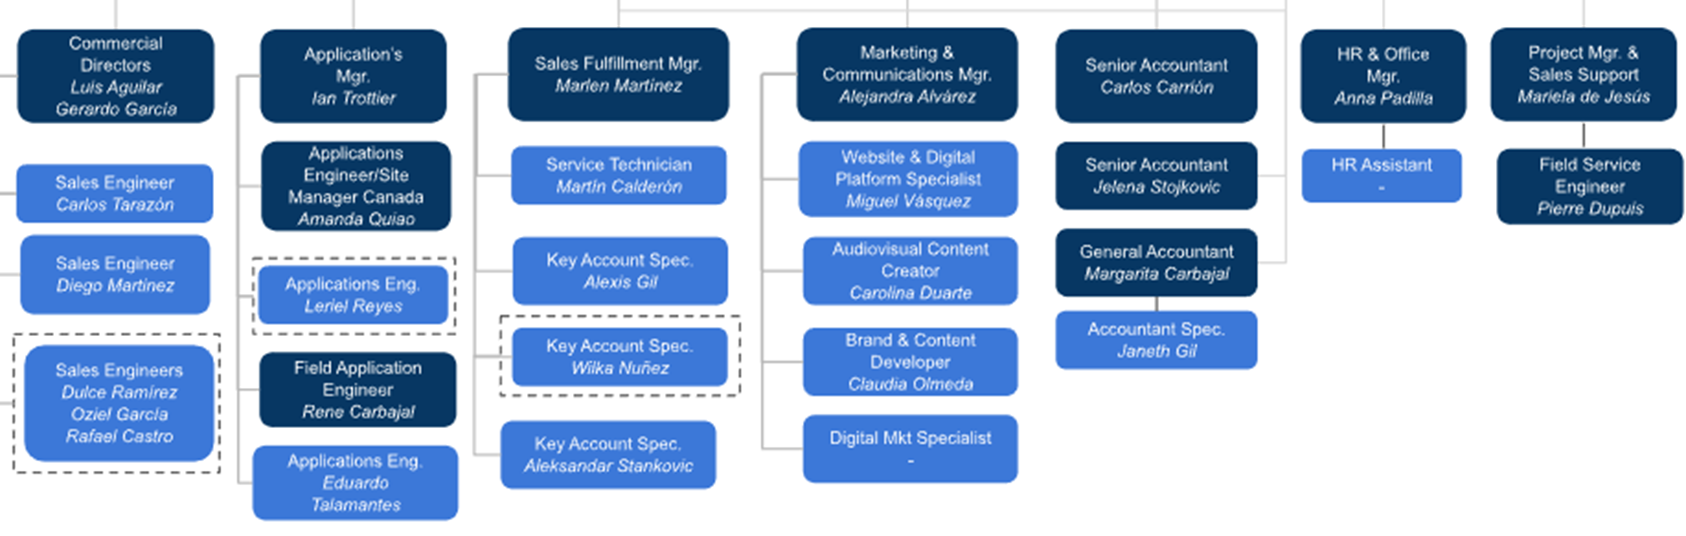 Commercial
Directors
Luis Aguilar
Gerardo García
Sales Engineer
Carlos Tarazón
Sales Engineer
Diego Martínez
Sales Engineers
Dulce Ramírez
Oziel García
Rafael Castro
Application's
Mgr.
Ian Trottier
Applications
Engineer/Site
Manager Canada
Amanda Quiao
Applications Eng.
Leriel Reyes
Field Application
Engineer
Rene Carbajal
Applications Eng.
Eduardo
Talamantes
Sales Fulfillment Mgr.
Marlen Martínez
Service Technician
Martín Calderón
Key Account Spec.
Alexis Gil
Key Account Spec.
Wilka Nuñez
Key Account Spec.
Aleksandar Stankovic
Marketing &
Communications Mgr.
Alejandra Alvárez
Website & Digital
Platform Specialist
Miguel Vásquez
Audiovisual Content
Creator
Carolina Duarte
Brand & Content
Developer
Claudia Olmeda
Digital Mkt Specialist
-
Senior Accountant
Carlos Carrión
Senior Accountant
Jelena Stojkovic
General Accountant
Margarita Carbajal
Accountant Spec.
Janeth Gil
HR & Office
Mgr.
Anna Padilla
HR Assistant
-
Project Mgr. &
Sales Support
Mariela de Jesús
Field Service
Engineer
Pierre Dupuis